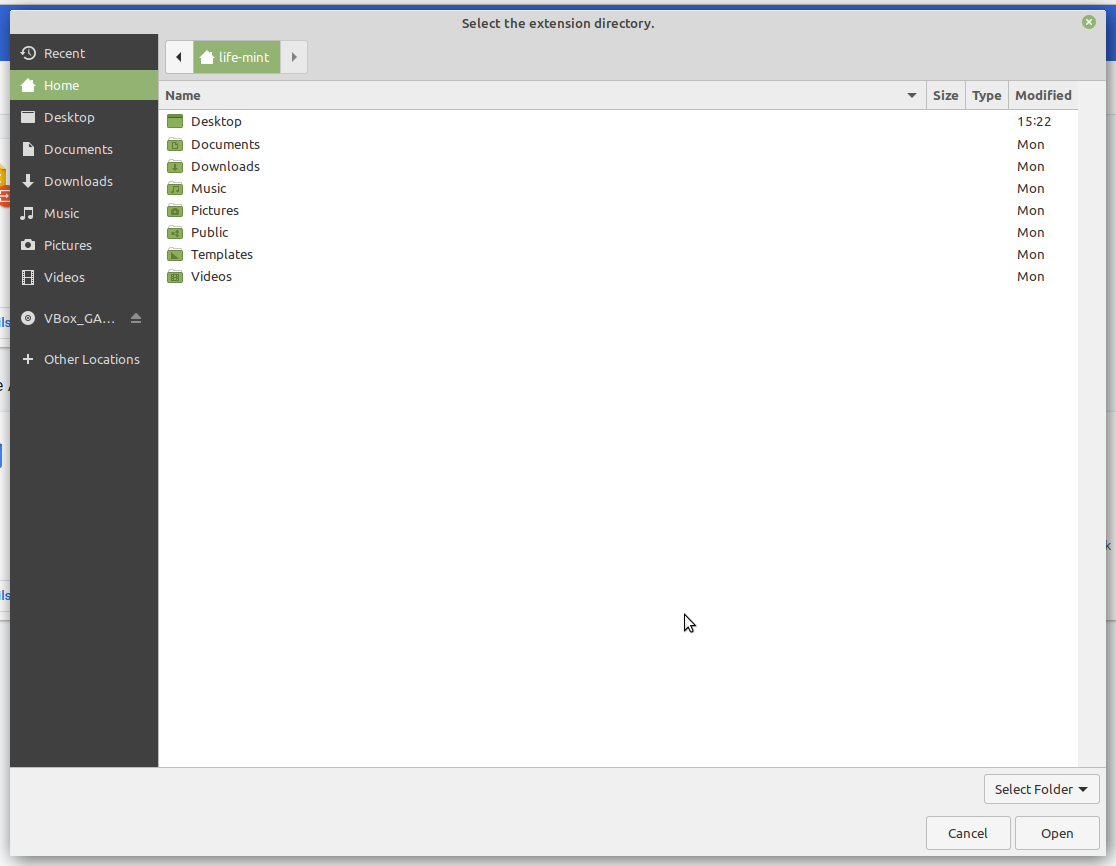 Select the extension directory.
Recent
Home
Desktop
Documents
Downloads
Music
Pictures
Videos
VBox_GA...
Other Locations
life-mint
Name Size Type Modified
Desktop 15:22
Documents Mon
Downloads Mon
Music Mon
Pictures Mon
Public Mon
Templates Mon
Videos Mon
ils
e A
k
ils
Select Folder
Cancel Open